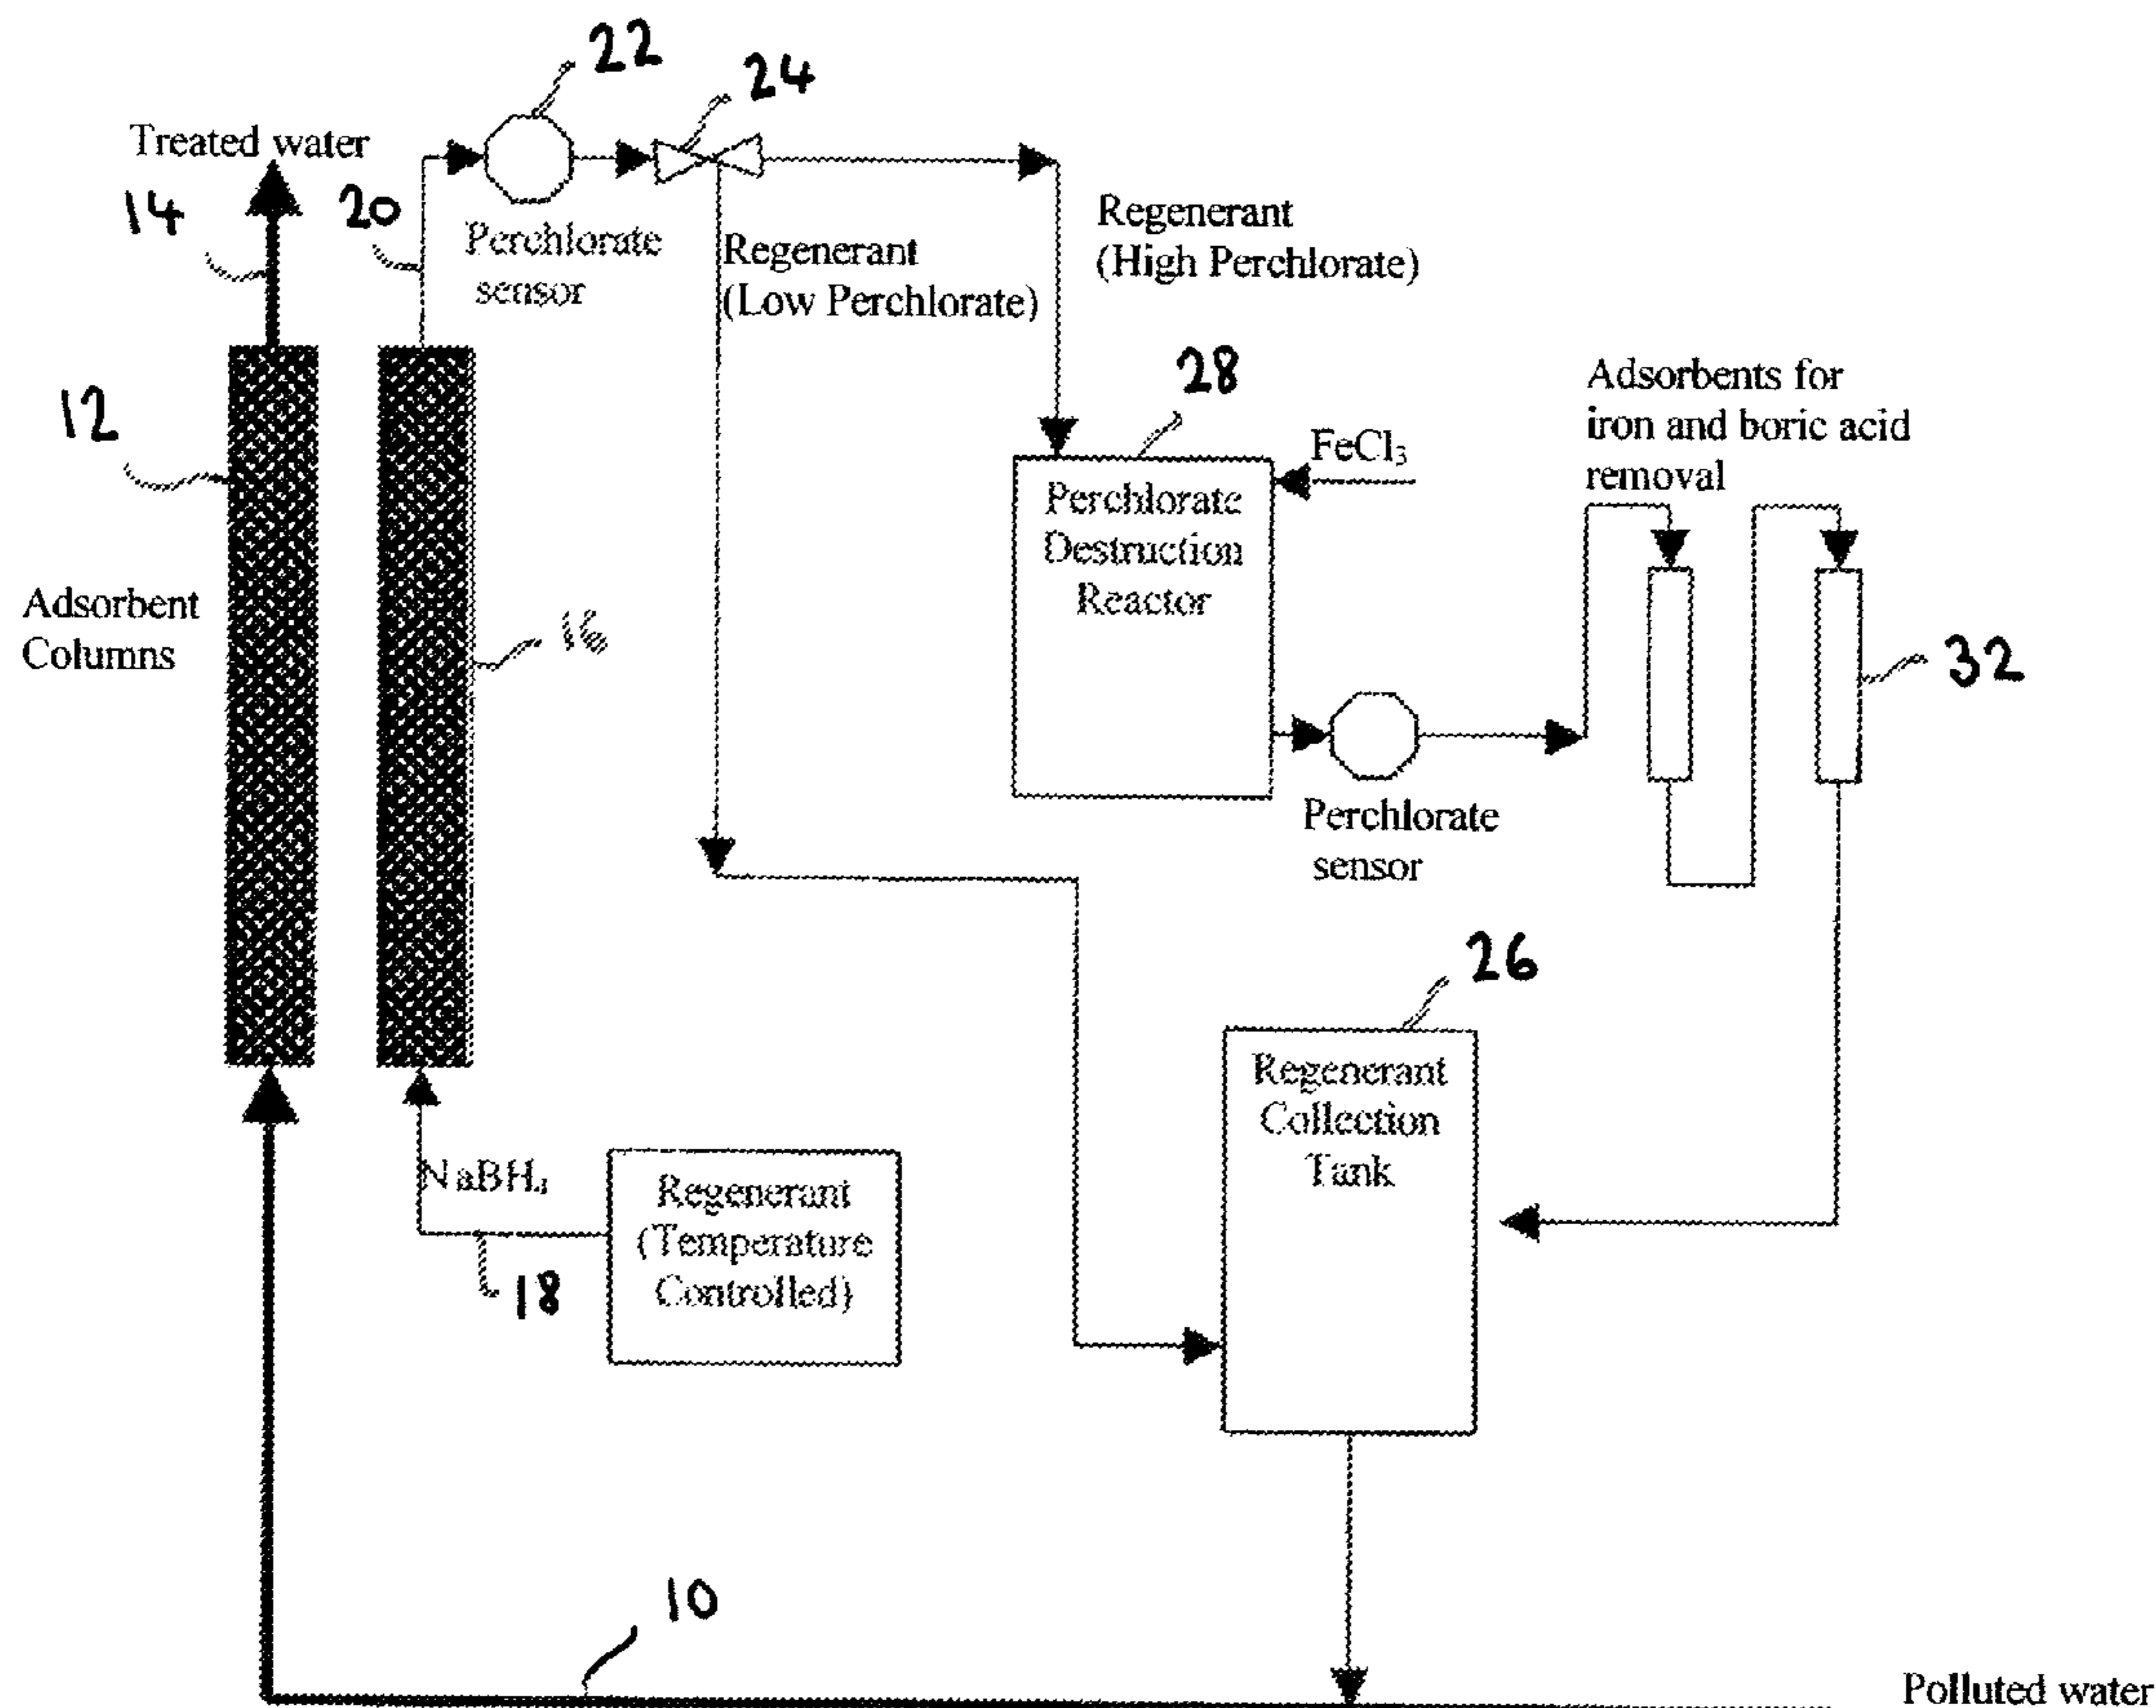 22
24
Treated water
14
20
Perchlorate
sensor
Regenerant
(Low Perchlorate)
Regenerant
(High Perchlorate)
28
Adsorbents for
iron and boric acid
removal
12
FeCl₃
Perchlorate
Destruction
Reactor
Adsorbent
Columns
16
32
Perchlorate
sensor
26
Regenerant
Collection
Tank
NaBH₄
Regenerant
(Temperature
Controlled)
18
10
Polluted water